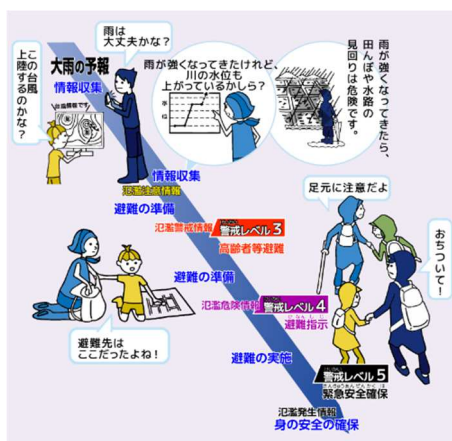 この台風
上陸するのかな？
雨は
大丈夫かな？
大雨の予報
情報収集
台風情報です
雨が強くなってきたけれど、
川の水位も
上がっているかしら？
水
位
雨が強くなってきたら、
田んぼや水路の
見回りは危険です。
情報収集
氾濫注意情報
避難の準備
氾濫警戒情報
警戒レベル3
高齢者等避難
足元に注意だよ
おちついて！
避難の準備
氾濫危険情報
警戒レベル4
避難指示
避難先は
ここだったよね！
避難の実施
警戒レベル5
緊急安全確保
氾濫発生情報
身の安全の確保